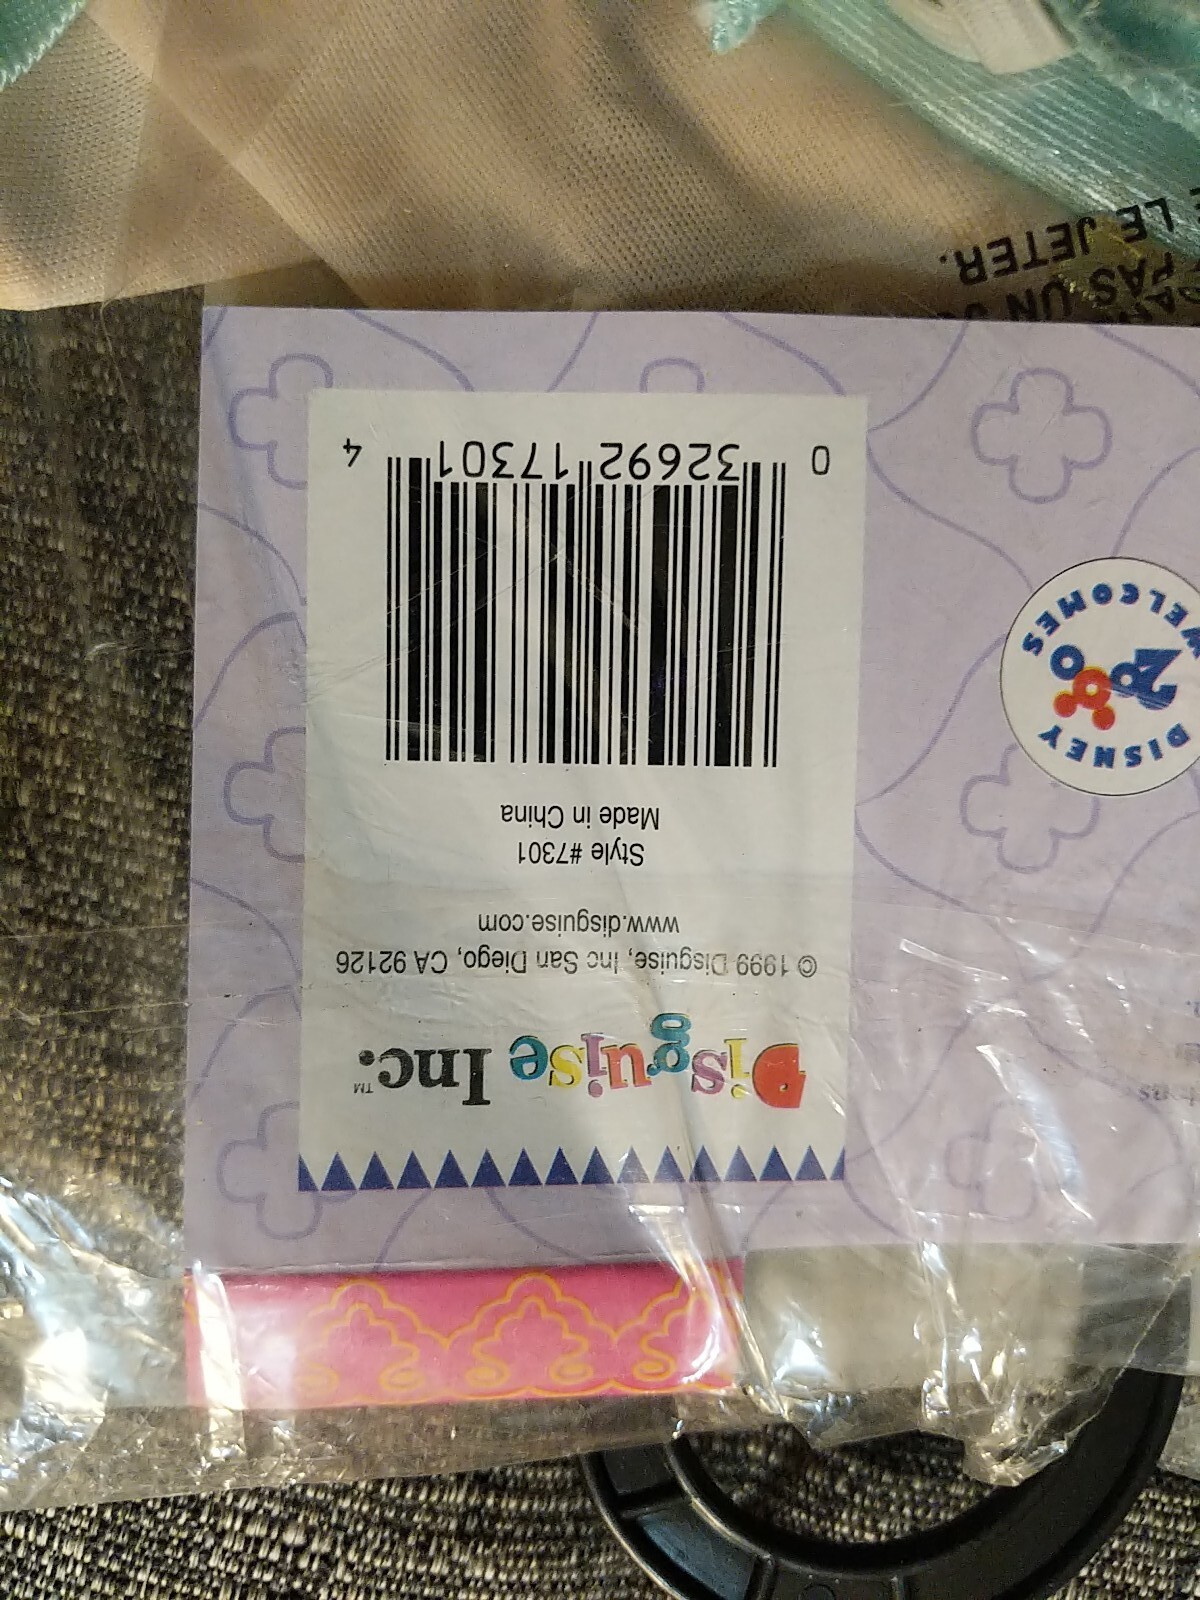 Disguise Inc.™
© 1999 Disguise, Inc San Diego, CA 92126
www.disguise.com
Style #7301
Made in China
0 32692 17301 4
DISNEY
2000
WELCOMES
PAS UN
LE JETER.